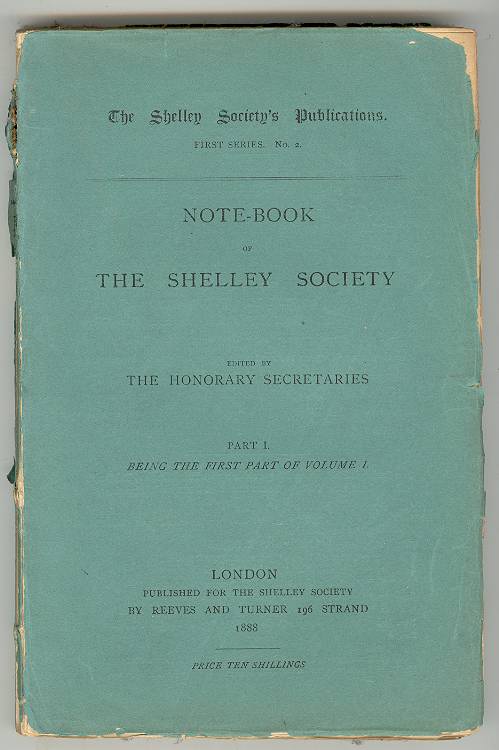 The Shelley Society's Publications.
FIRST SERIES. No. 2.
NOTE-BOOK
OF
THE SHELLEY SOCIETY
EDITED BY
THE HONORARY SECRETARIES
PART I.
BEING THE FIRST PART OF VOLUME I.
LONDON
PUBLISHED FOR THE SHELLEY SOCIETY
BY REEVES AND TURNER 196 STRAND
1888
PRICE TEN SHILLINGS